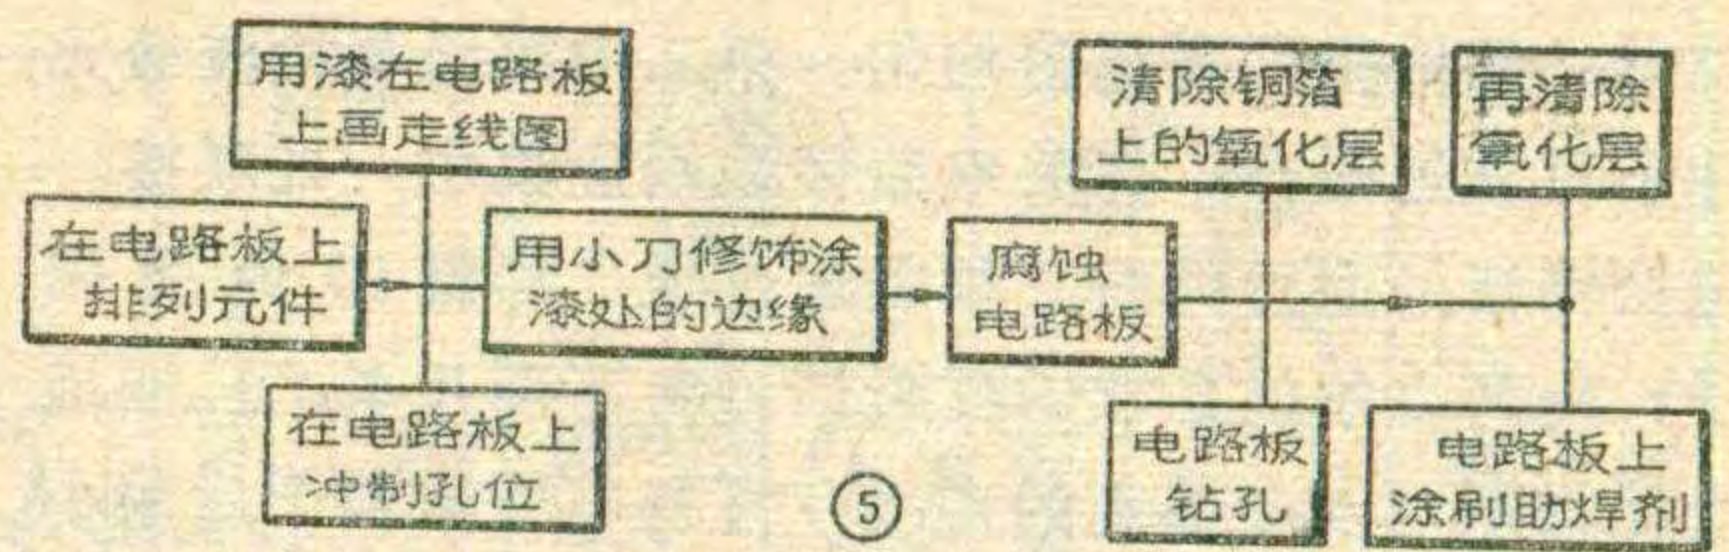 用漆在电路板
上画走线图
清除铜箔
上的氧化层
再清除
氧化层
在电路板上
排列元件
用小刀修饰涂
漆处的边缘
腐蚀
电路板
在电路板上
冲制孔位
电路板
钻孔
电路板上
涂刷助焊剂
⑤